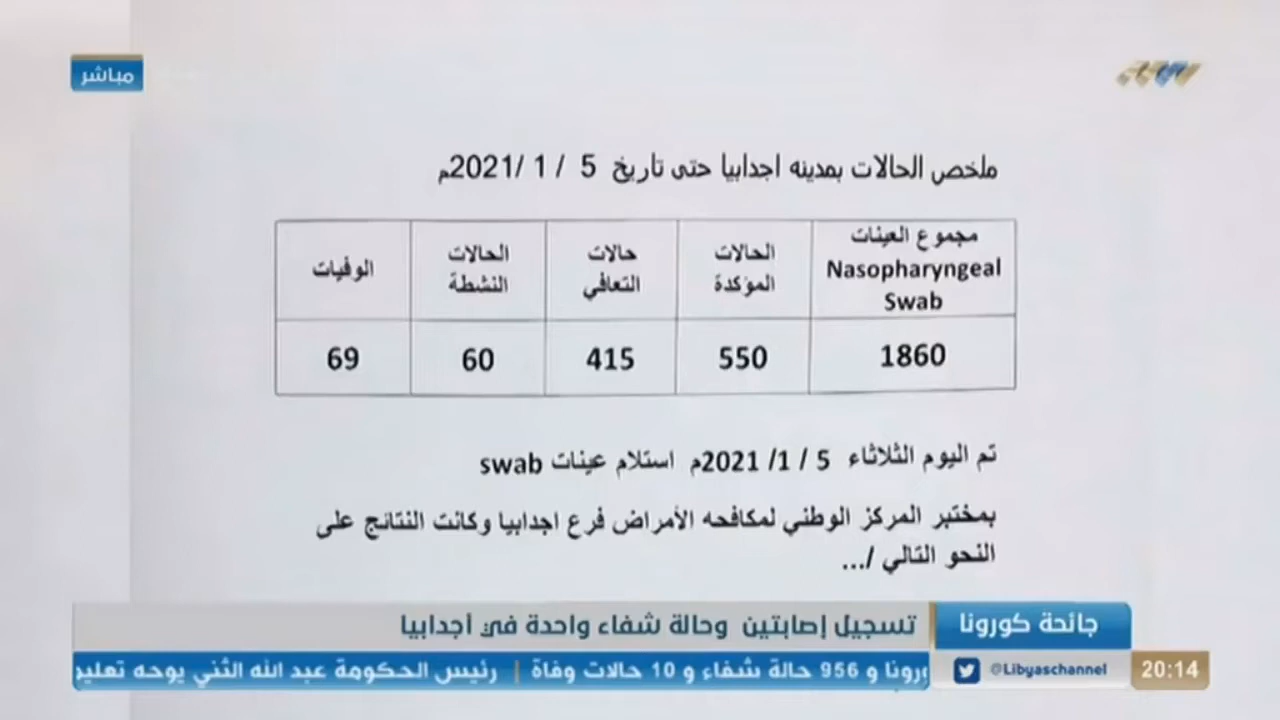 مباشر
ملخص الحالات بمدينه اجدابيا حتى تاريخ 5 / 1 /2021م
مجموع العينات
Nasopharyngeal
Swab
الحالات
المؤكدة
حالات
التعافي
الحالات
النشطة
الوفيات
1860 550 415 60 69
تم اليوم الثلاثاء 5 / 1/ 2021م استلام عينات swab
بمختبر المركز الوطني لمكافحه الأمراض فرع اجدابيا وكانت النتائج على
النحو التالي /...
جائحة كورونا
تسجيل إصابتين وحالة شفاء واحدة في أجدابيا
و 956 حالة شفاء و 10 حالات وفاة | رئيس الحكومة عبد الله الثني يوجه
@Libyaschannel
20:14